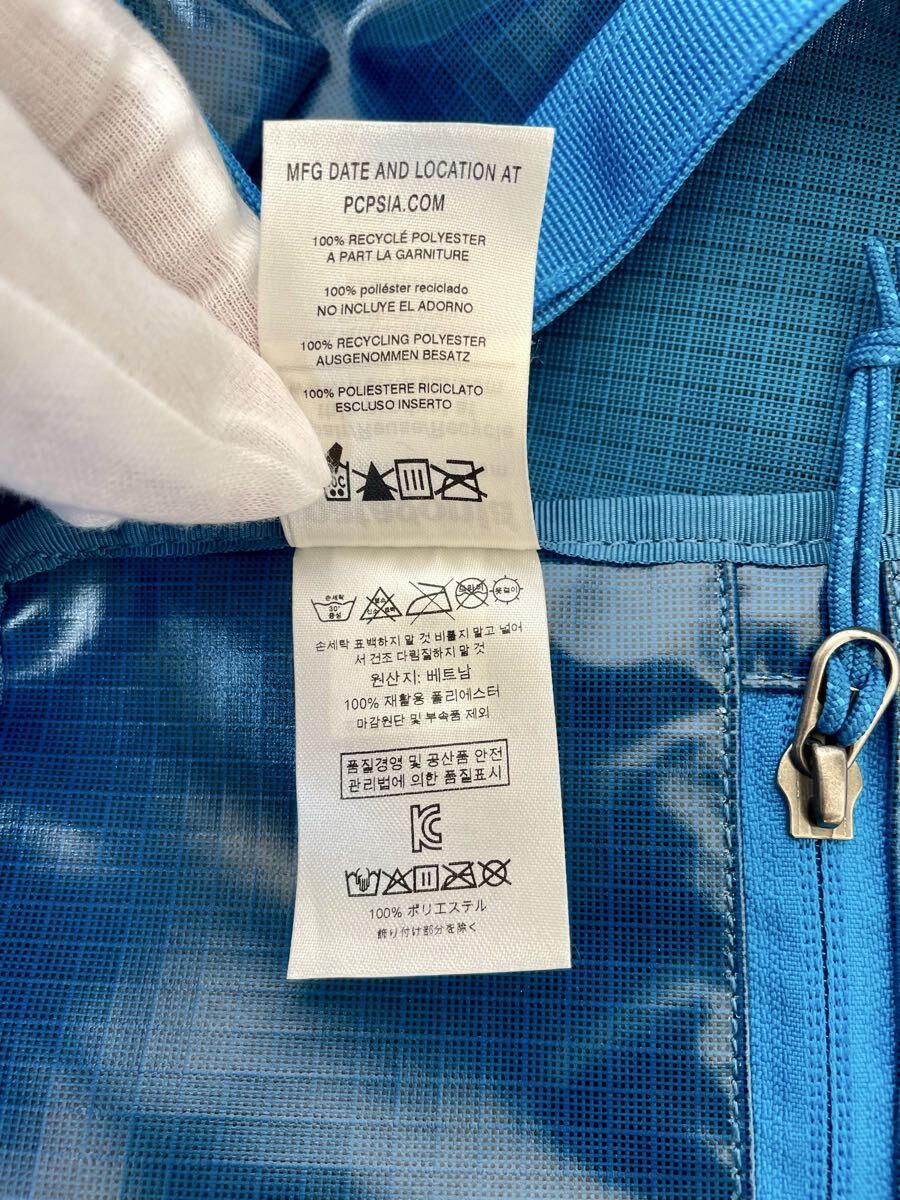 MFG DATE AND LOCATION AT
PCPSIA.COM
100% RECYCLÉ POLYESTER
A PART LA GARNITURE
100% poliéster reciclado
NO INCLUYE EL ADORNO
100% RECYCLING POLYESTER
AUSGENOMMEN BESATZ
100% POLIESTERE RICICLATO
ESCLUSO INSERTO
손세탁
30°
중성
손세탁 표백하지 말 것 비틀지 말고 널어
서 건조 다림질하지 말 것
원산지: 베트남
100% 재활용 폴리에스터
마감원단 및 부속품 제외
품질경영 및 공산품 안전
관리법에 의한 품질표시
100% ポリエステル
飾り付け部分を除く